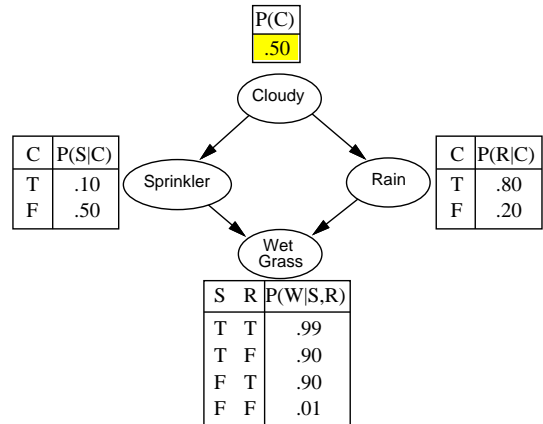 P(C)
.50
Cloudy
C P(S|C)
T .10
F .50
Sprinkler
Rain
C P(R|C)
T .80
F .20
Wet
Grass
S R P(W|S,R)
T T .99
T F .90
F T .90
F F .01